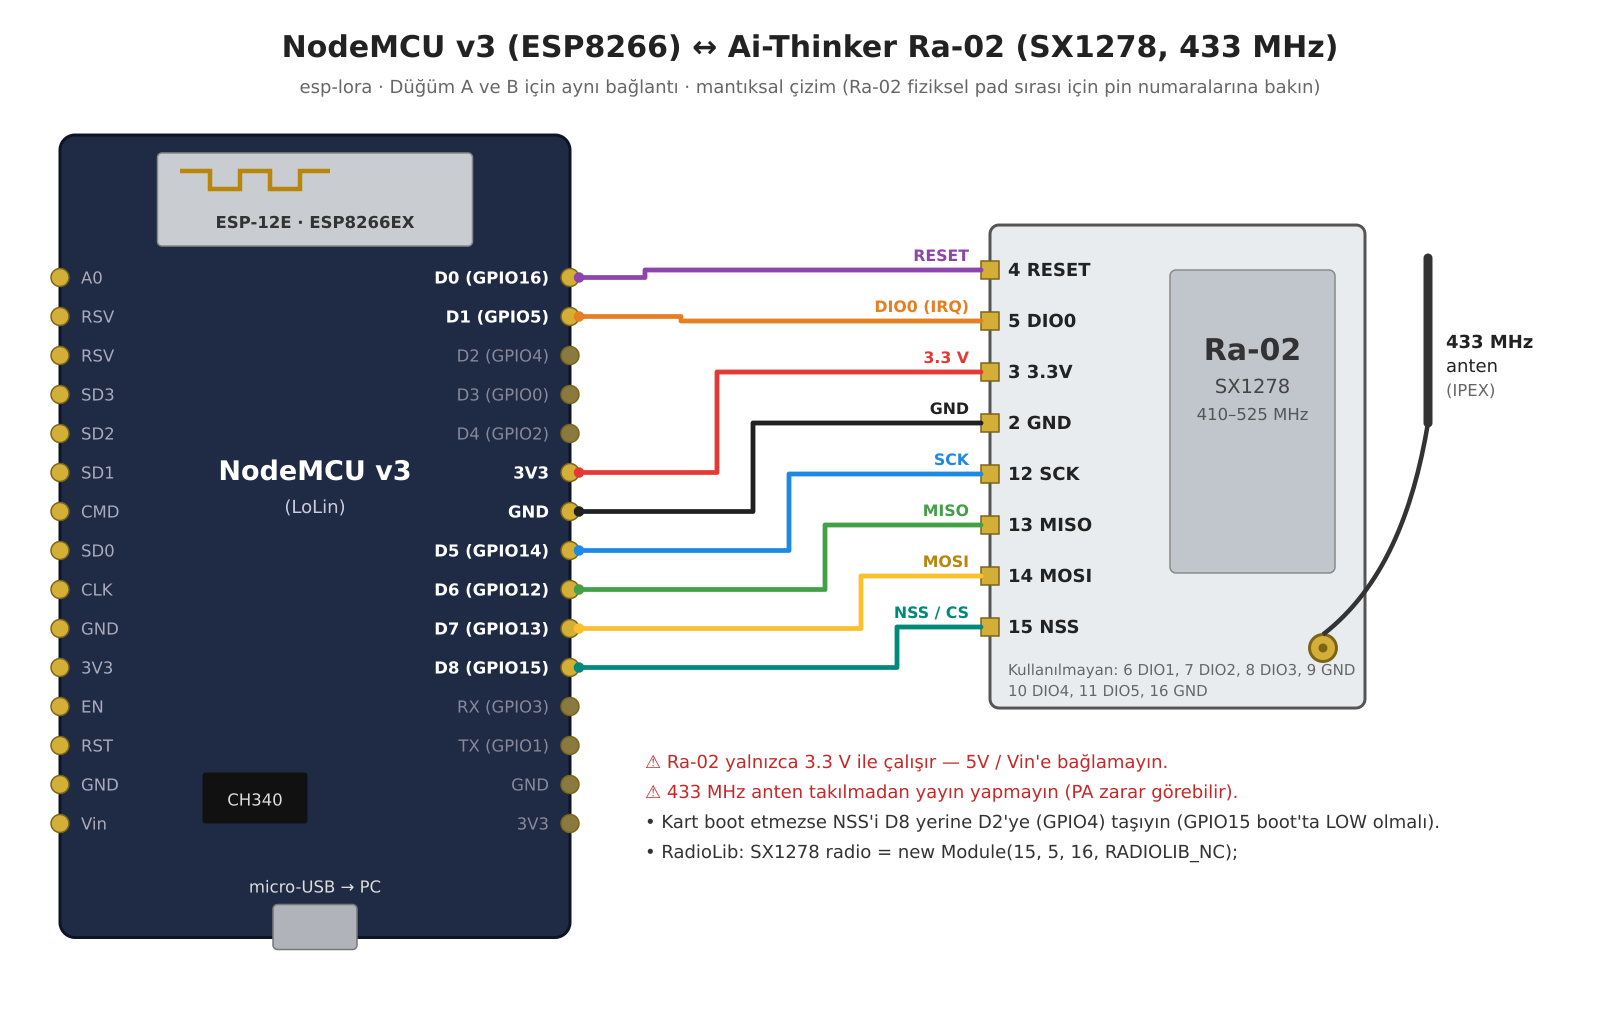 NodeMCU v3 (ESP8266) ↔ Ai-Thinker Ra-02 (SX1278, 433 MHz)
esp-lora · Düğüm A ve B için aynı bağlantı · mantıksal çizim (Ra-02 fiziksel pad sırası için pin numaralarına bakın)
ESP-12E · ESP8266EX
A0
RSV
RSV
SD3
SD2
SD1
CMD
SD0
CLK
GND
3V3
EN
RST
GND
Vin
NodeMCU v3
(LoLin)
CH340
micro-USB → PC
D0 (GPIO16)
D1 (GPIO5)
D2 (GPIO4)
D3 (GPIO0)
D4 (GPIO2)
3V3
GND
D5 (GPIO14)
D6 (GPIO12)
D7 (GPIO13)
D8 (GPIO15)
RX (GPIO3)
TX (GPIO1)
GND
3V3
RESET
DIO0 (IRQ)
3.3 V
GND
SCK
MISO
MOSI
NSS / CS
4 RESET
5 DIO0
3 3.3V
2 GND
12 SCK
13 MISO
14 MOSI
15 NSS
Ra-02
SX1278
410–525 MHz
Kullanılmayan: 6 DIO1, 7 DIO2, 8 DIO3, 9 GND
10 DIO4, 11 DIO5, 16 GND
433 MHz
anten
(IPEX)
⚠ Ra-02 yalnızca 3.3 V ile çalışır — 5V / Vin'e bağlamayın.
⚠ 433 MHz anten takılmadan yayın yapmayın (PA zarar görebilir).
• Kart boot etmezse NSS'i D8 yerine D2'ye (GPIO4) taşıyın (GPIO15 boot'ta LOW olmalı).
• RadioLib: SX1278 radio = new Module(15, 5, 16, RADIOLIB_NC);